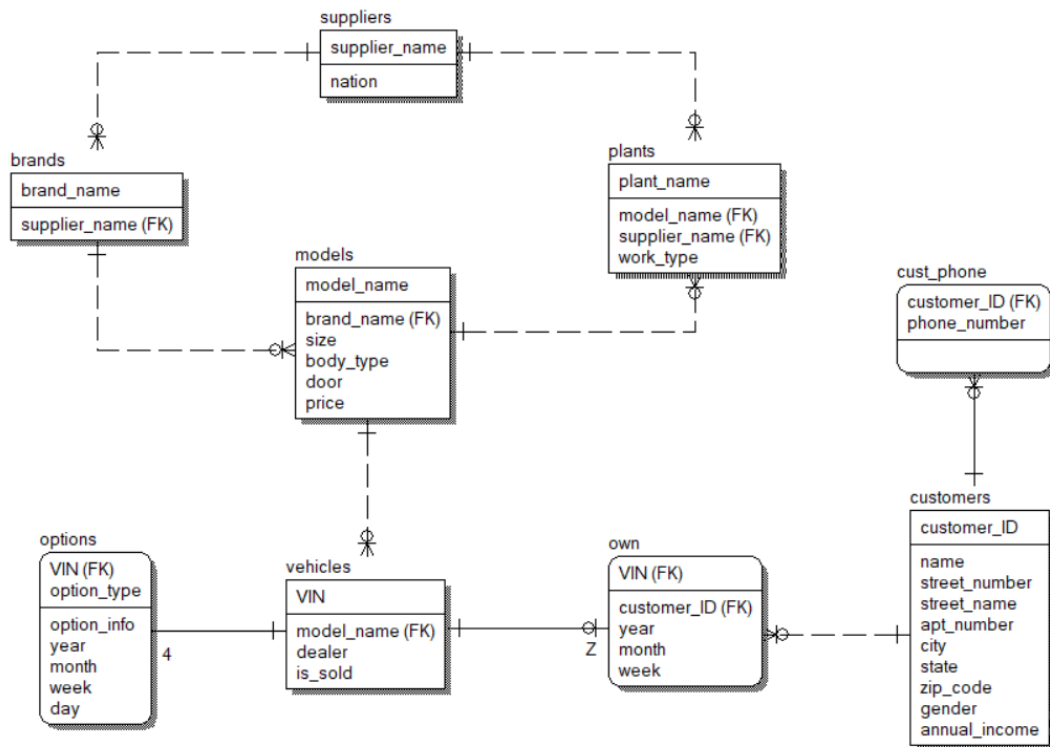 suppliers
supplier_name
nation
brands
brand_name
supplier_name (FK)
plants
plant_name
model_name (FK)
supplier_name (FK)
work_type
models
model_name
brand_name (FK)
size
body_type
door
price
cust_phone
customer_ID (FK)
phone_number
customers
customer_ID
name
street_number
street_name
apt_number
city
state
zip_code
gender
annual_income
options
VIN (FK)
option_type
option_info
year
month
week
day
4
vehicles
VIN
model_name (FK)
dealer
is_sold
Z
own
VIN (FK)
customer_ID (FK)
year
month
week